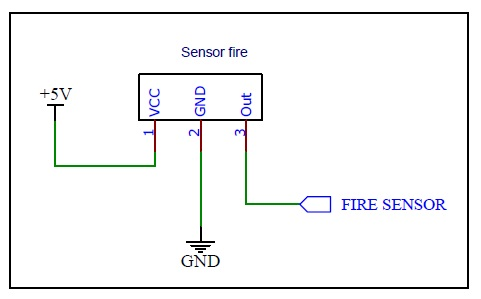 Sensor fire
+5V
VCC
GND
Out
1
2
3
FIRE SENSOR
GND